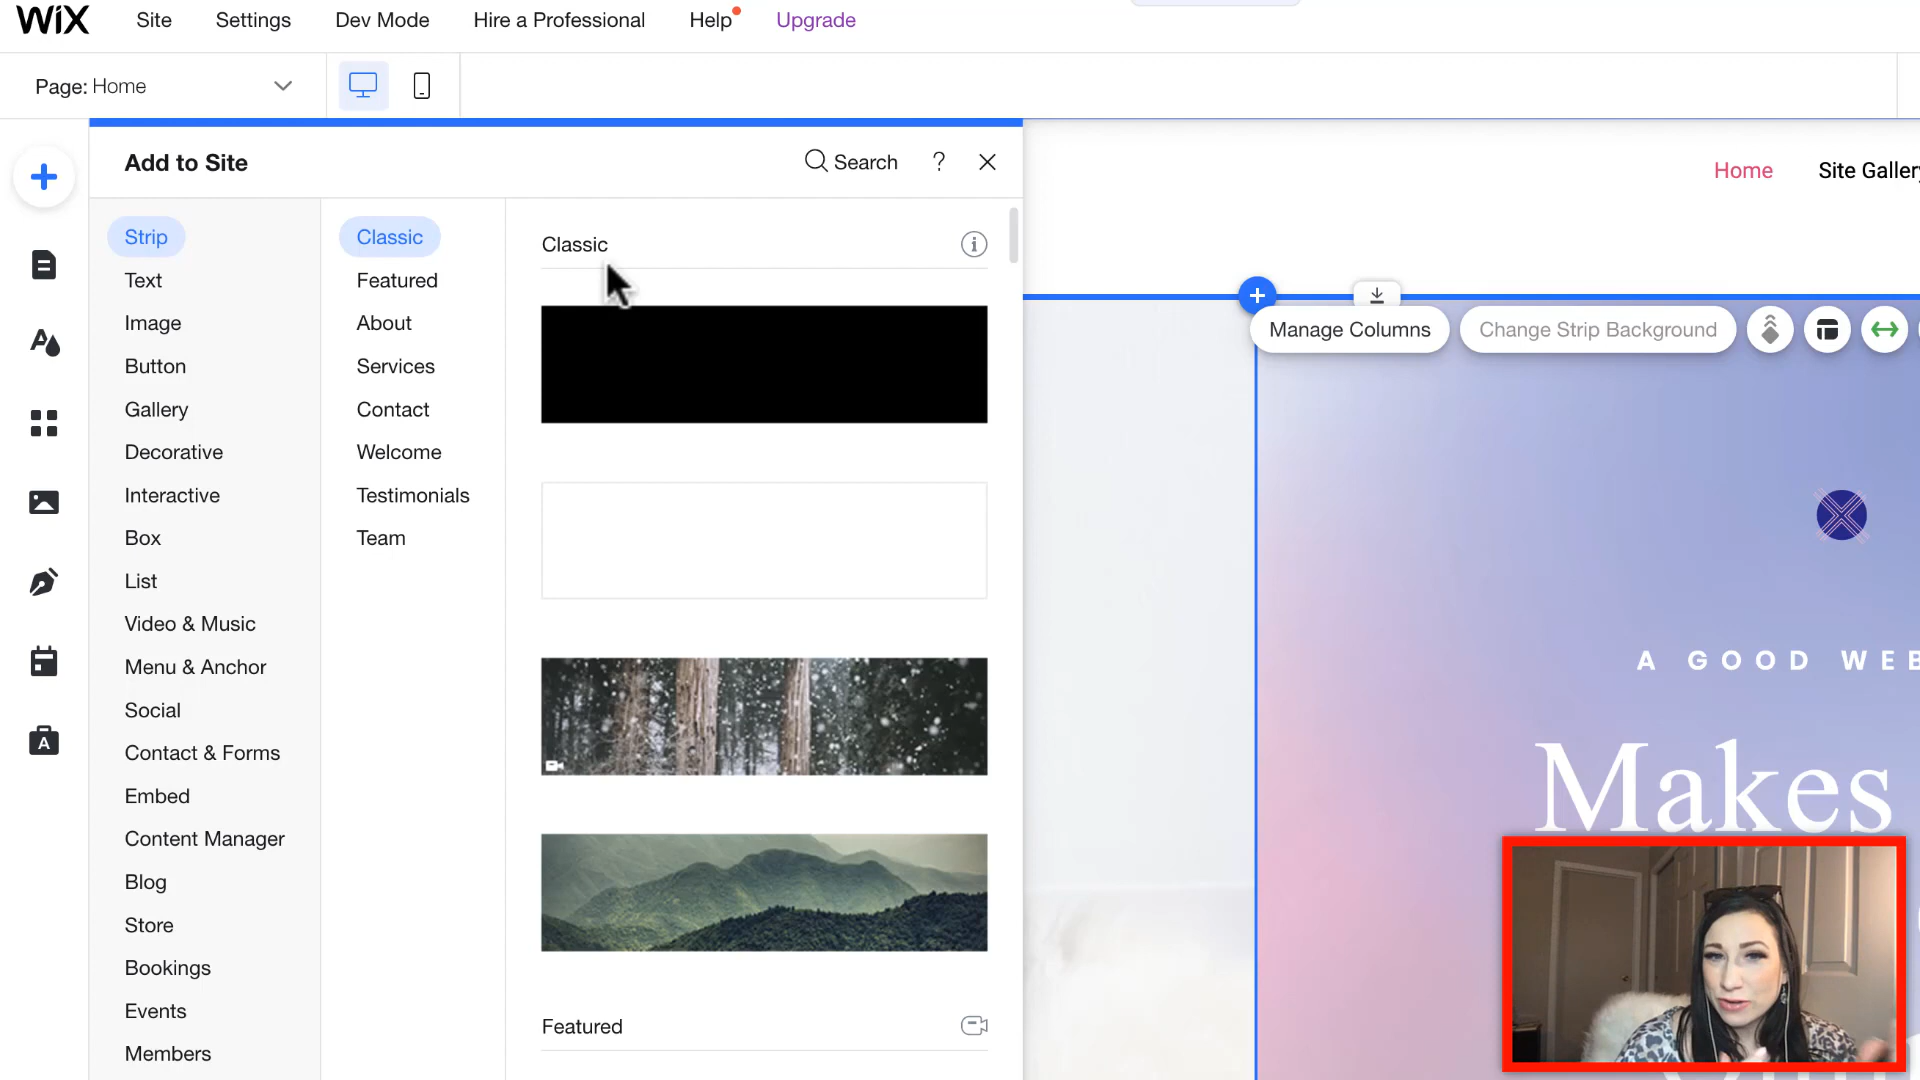 WiX Site Settings Dev Mode Hire a Professional Help Upgrade
Page: Home
Add to Site Search ?
Strip
Text
Image
Button
Gallery
Decorative
Interactive
Box
List
Video & Music
Menu & Anchor
Social
Contact & Forms
Embed
Content Manager
Blog
Store
Bookings
Events
Members
Classic
Featured
About
Services
Contact
Welcome
Testimonials
Team
Classic
Featured
Home Site Gallery
Manage Columns Change Strip Background
A GOOD WEB
Makes